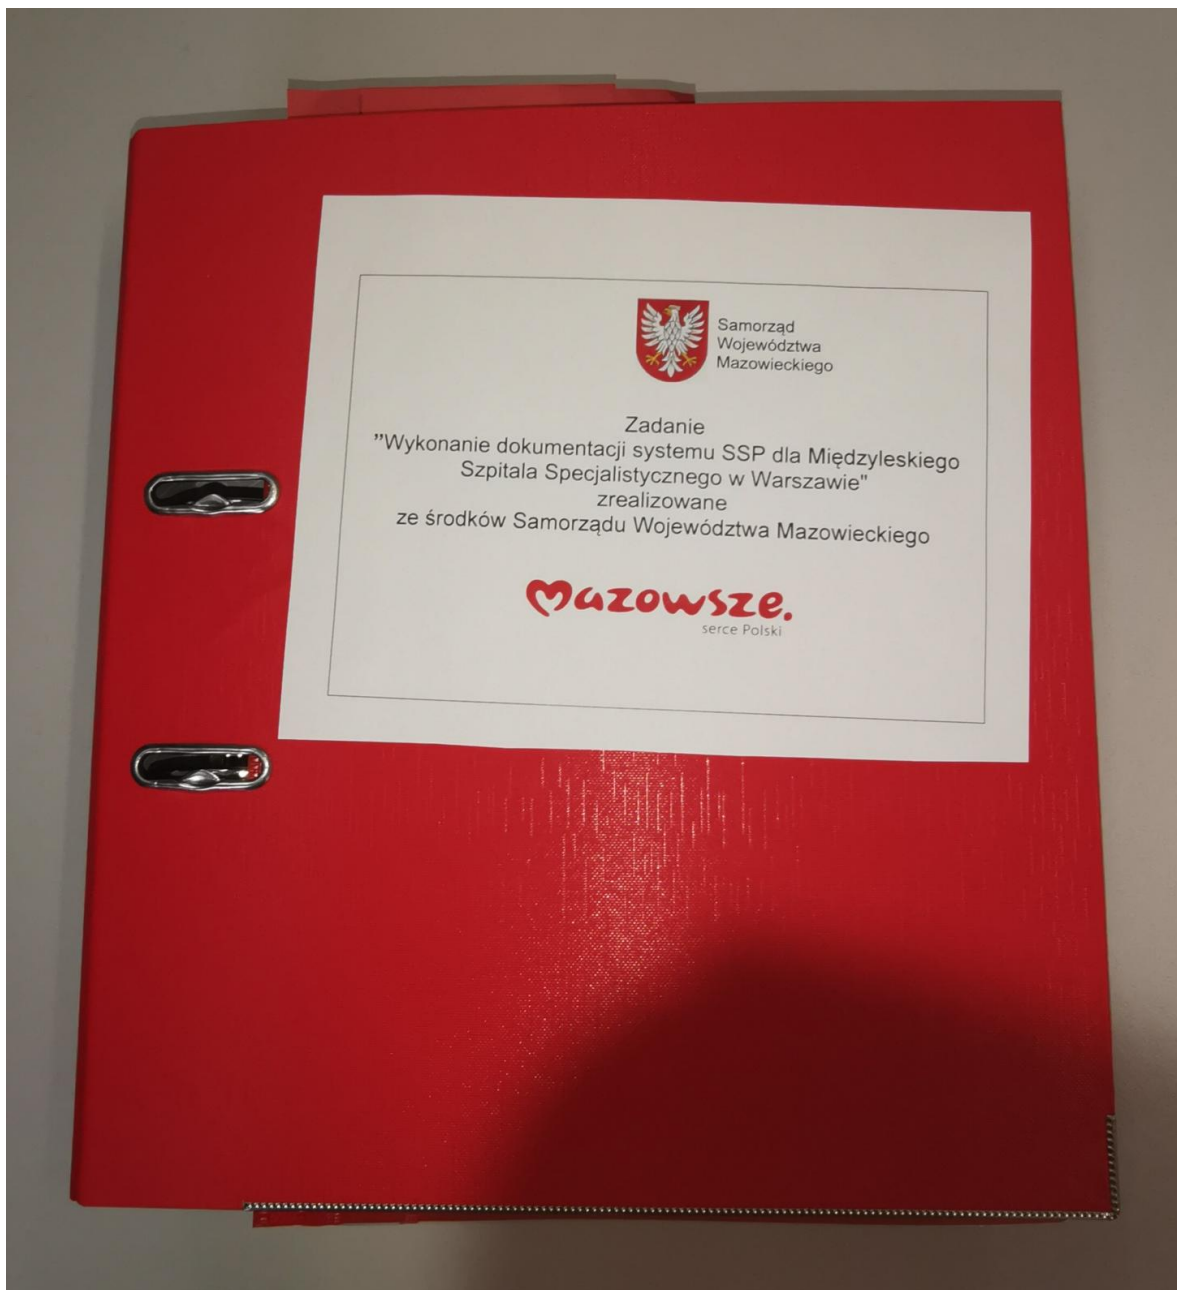 Samorząd
Województwa
Mazowieckiego
Zadanie
”Wykonanie dokumentacji systemu SSP dla Międzyleskiego
Szpitala Specjalistycznego w Warszawie"
zrealizowane
ze środków Samorządu Województwa Mazowieckiego
Mazowsze.
serce Polski